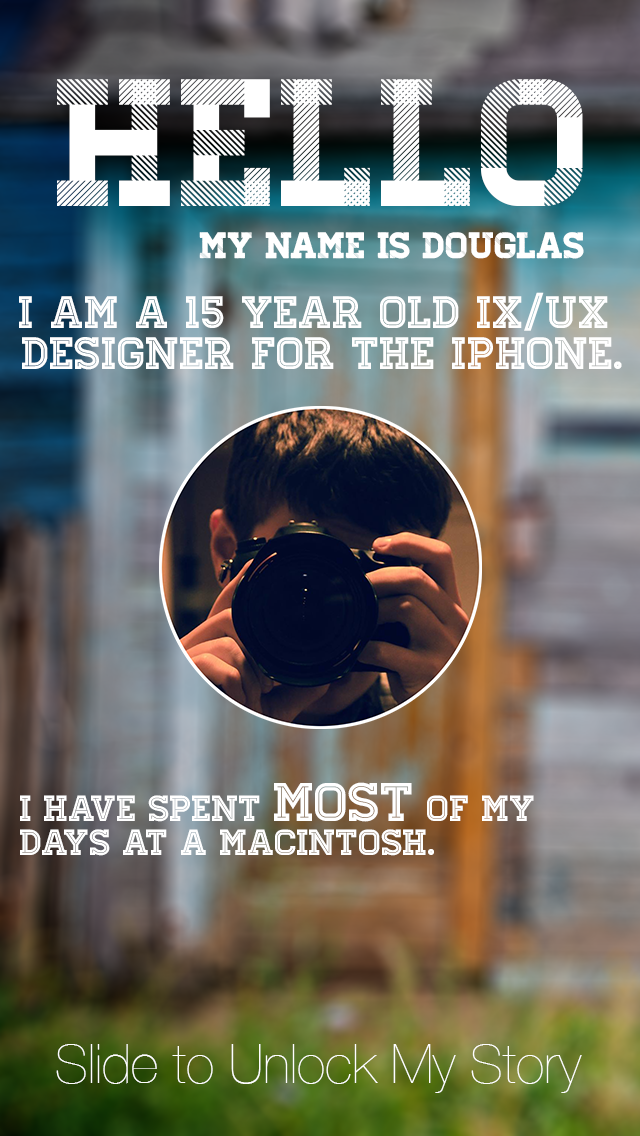 HELLO
MY NAME IS DOUGLAS
I AM A 15 YEAR OLD IX/UX
DESIGNER FOR THE IPHONE.
I HAVE SPENT MOST OF MY
DAYS AT A MACINTOSH.
Slide to Unlock My Story